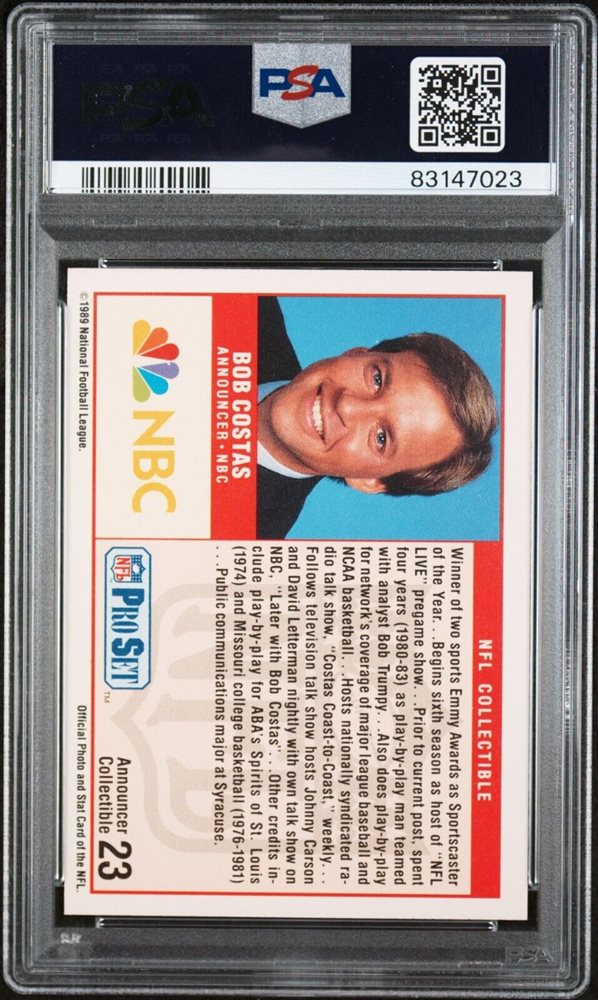 PSA
PSA
83147023
NFL COLLECTIBLE
BOB COSTAS
ANNOUNCER • NBC
NBC
Winner of two sports Emmy Awards as Sportscaster
of the Year. . .Begins sixth season as host of "NFL
LIVE" pregame show. . .Prior to current post, spent
four years (1980-83) as play-by-play man teamed
with analyst Bob Trumpy. . .Also does play-by-play
for network's coverage of major league baseball and
NCAA basketball. . .Hosts nationally syndicated ra-
dio talk show, "Costas Coast-to-Coast," weekly. . .
Follows television talk show hosts Johnny Carson
and David Letterman nightly with own talk show on
NBC, "Later with Bob Costas". . .Other credits in-
clude play-by-play for ABA's Spirits of St. Louis
(1974) and Missouri college basketball (1976-1981)
. . .Public communications major at Syracuse.
NFL PRO SET TM
Announcer
Collectible 23
© 1989 National Football League.
Official Photo and Stat Card of the NFL.
PSA